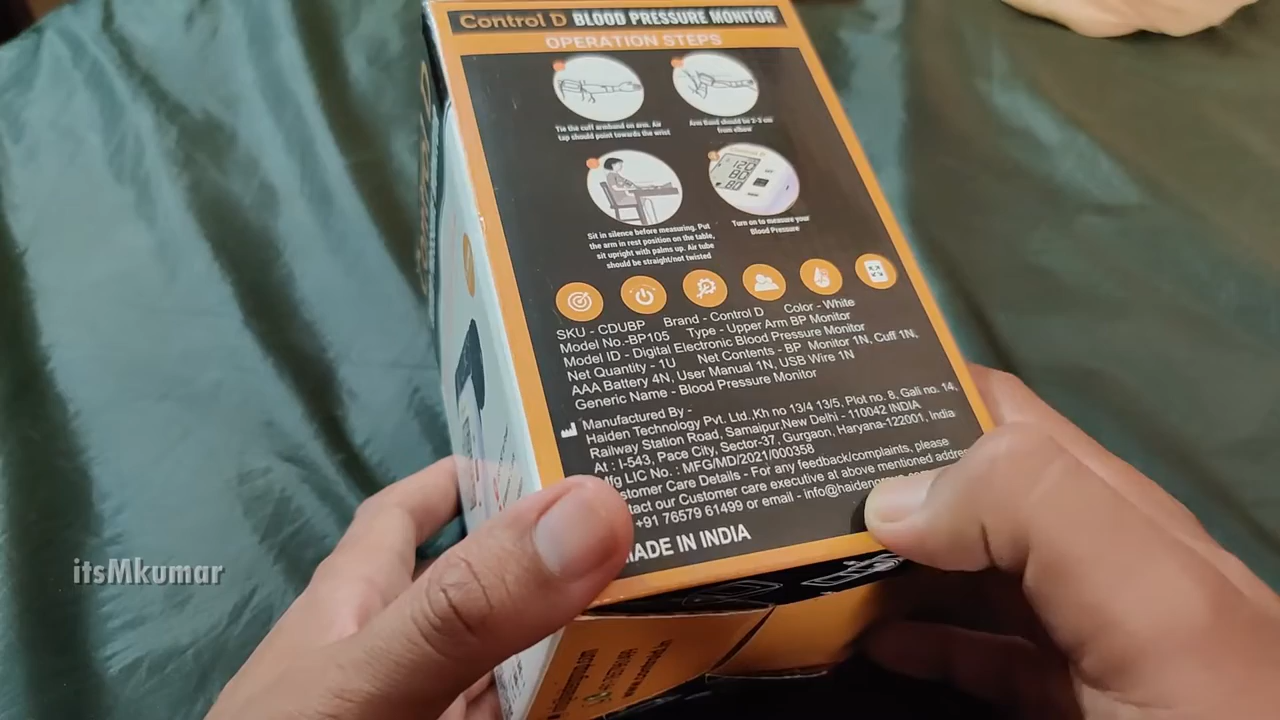 Control D BLOOD PRESSURE MONITOR
OPERATION STEPS
Tie the cuff armband on arm. Air
tap should point towards the wrist
Arm Band should be 2-3 cm
from elbow
Sit in silence before measuring. Put
the arm in rest position on the table,
sit upright with palms up. Air tube
should be straight/not twisted
Turn on to measure your
Blood Pressure
120
80
80
SKU - CDUBP Brand - Control D Color - White
Model No.-BP105 Type - Upper Arm BP Monitor
Model ID - Digital Electronic Blood Pressure Monitor
Net Quantity - 1U Net Contents - BP Monitor 1N, Cuff 1N,
AAA Battery 4N, User Manual 1N, USB Wire 1N
Generic Name - Blood Pressure Monitor
Manufactured By -
Haiden Technology Pvt. Ltd.,Kh no 13/4 13/5, Plot no. 8, Gali no. 14,
Railway Station Road, Samaipur,New Delhi - 110042 INDIA
At : I-543, Pace City, Sector-37, Gurgaon, Haryana-122001, India
Mfg LIC No. : MFG/MD/2021/000358
stomer Care Details - For any feedback/complaints, please
tact our Customer care executive at above mentioned addre
+91 76579 61499 or email - info@haideng
MADE IN INDIA
itsMkumar